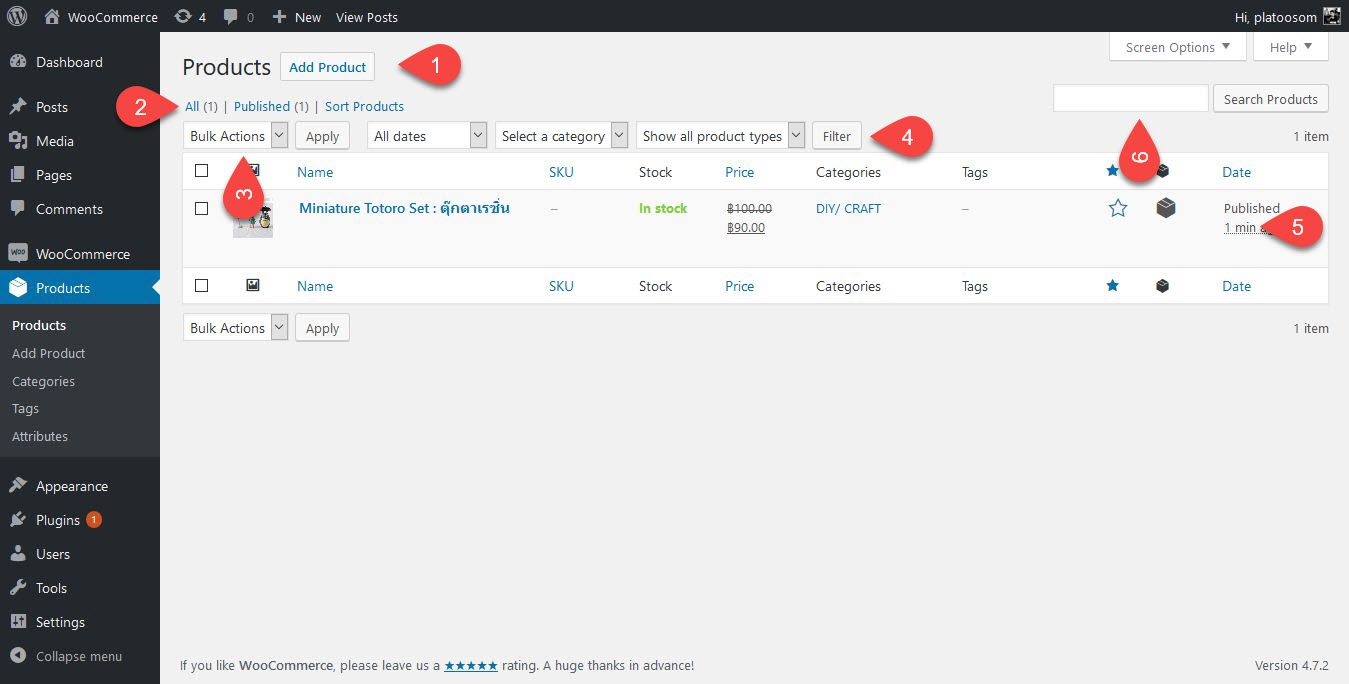 WooCommerce 4 0 New View Posts Hi, platoosom
Dashboard
Posts
Media
Pages
Comments
WooCommerce
Products
Products
Add Product
Categories
Tags
Attributes
Appearance
Plugins 1
Users
Tools
Settings
Collapse menu
Screen Options Help
Products Add Product 1
2 All (1) | Published (1) | Sort Products
Search Products
Bulk Actions Apply All dates Select a category Show all product types Filter 4 1 item
3 6
Name SKU Stock Price Categories Tags Date
Miniature Totoro Set : ตุ๊กตาเรซิ่น – In stock ฿100.00 DIY/ CRAFT – Published
฿90.00 1 min 5
Name SKU Stock Price Categories Tags Date
Bulk Actions Apply 1 item
If you like WooCommerce, please leave us a ★★★★★ rating. A huge thanks in advance! Version 4.7.2